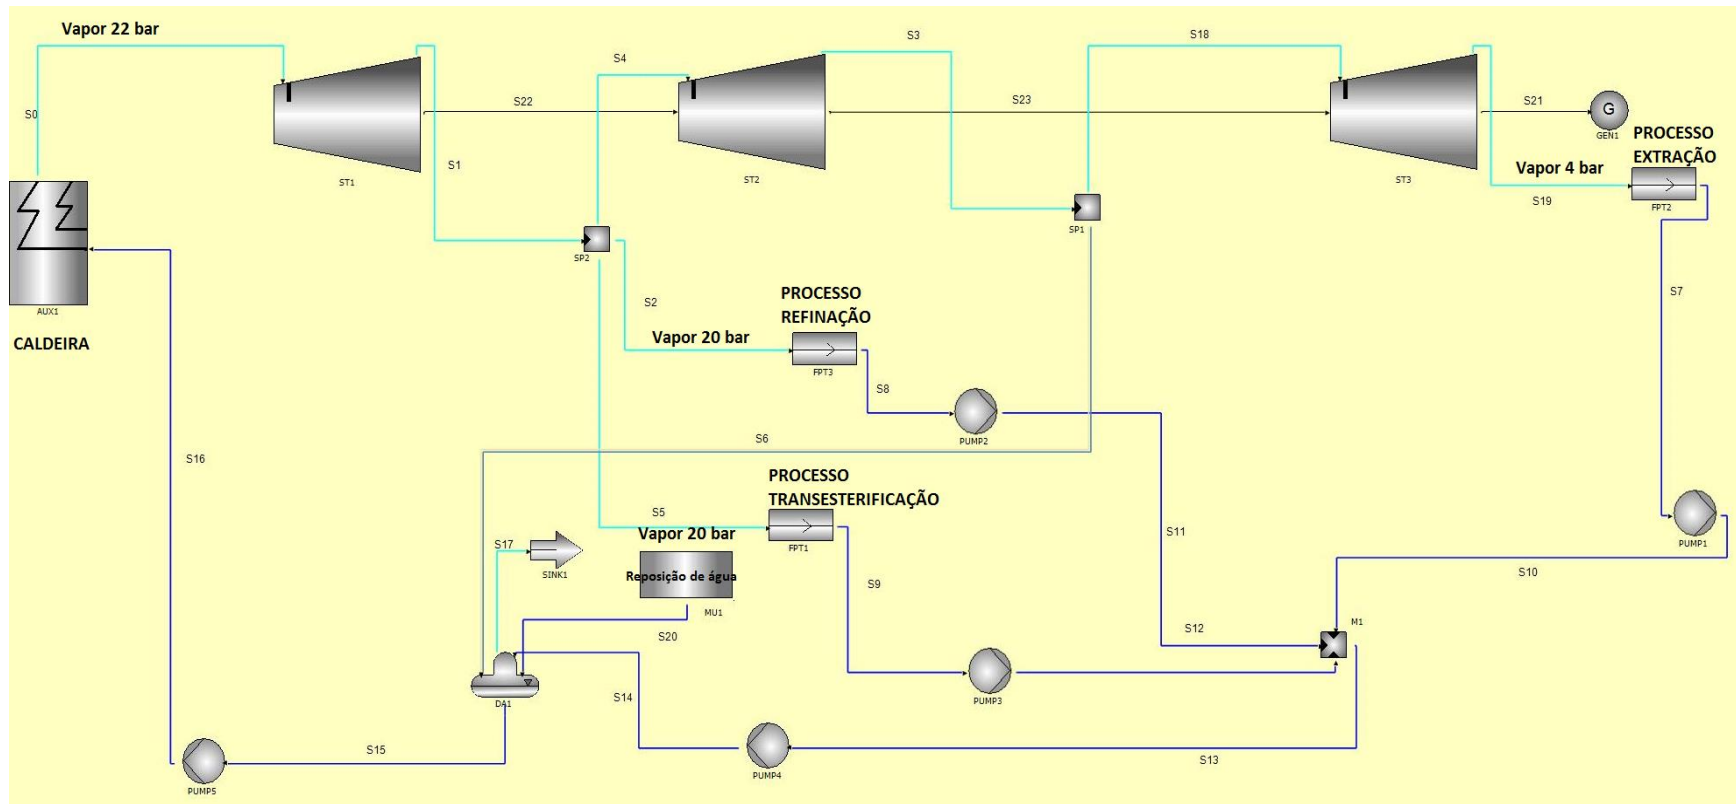 Vapor 22 bar
S3
S18
S4
S0
S22
S23
S21
G
GEN1
PROCESSO
EXTRAÇÃO
S1
ST1
ST2
ST3
Vapor 4 bar
S19
FPT2
SP1
SP2
AUX1
CALDEIRA
S2
PROCESSO
REFINAÇÃO
Vapor 20 bar
FPT3
S7
S8
PUMP2
S6
S16
PROCESSO
TRANSESTERIFICAÇÃO
S5
Vapor 20 bar
FPT1
S17
SINK1
Reposição de água
MU1
S9
S11
PUMP1
S10
S20
S12
M1
DA1
S14
PUMP3
S15
PUMP4
S13
PUMP5